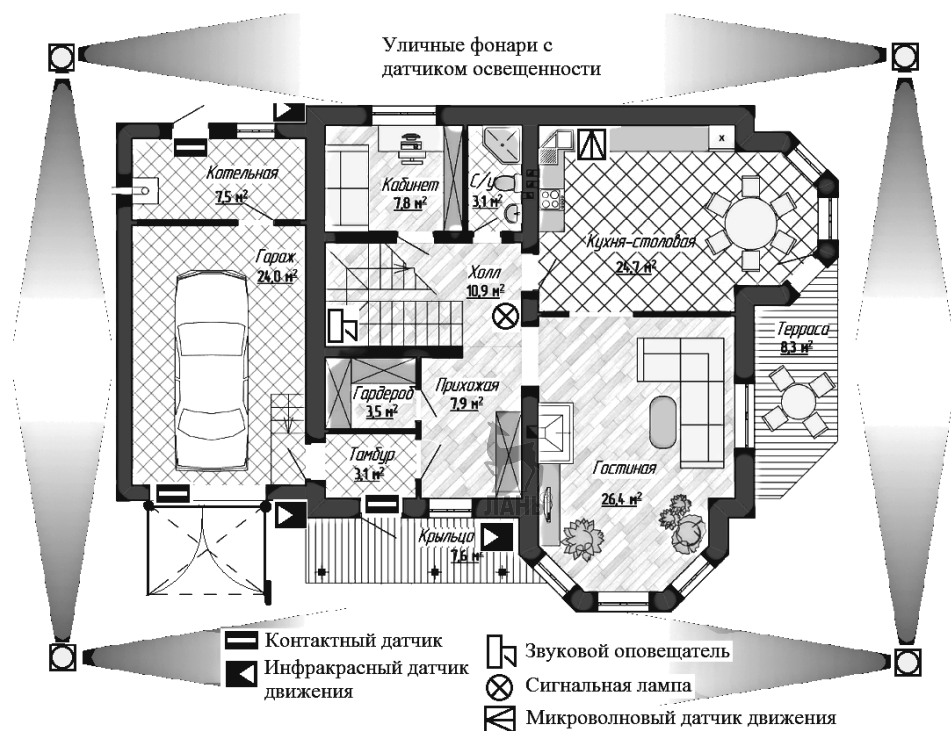 Уличные фонари с
датчиком освещенности
Котельная
7,5 м²
Кабинет
7,8 м²
С/у
3,1 м²
Кухня-столовая
24,7 м²
Гараж
24,0 м²
Холл
10,9 м²
Терраса
8,3 м²
Гардероб
3,5 м²
Прихожая
7,9 м²
Тамбур
3,1 м²
Гостиная
26,4 м²
ЛАНЬ
Крыльцо
7,6 м²
Контактный датчик
Инфракрасный датчик
движения
Звуковой оповещатель
Сигнальная лампа
Микроволновый датчик движения